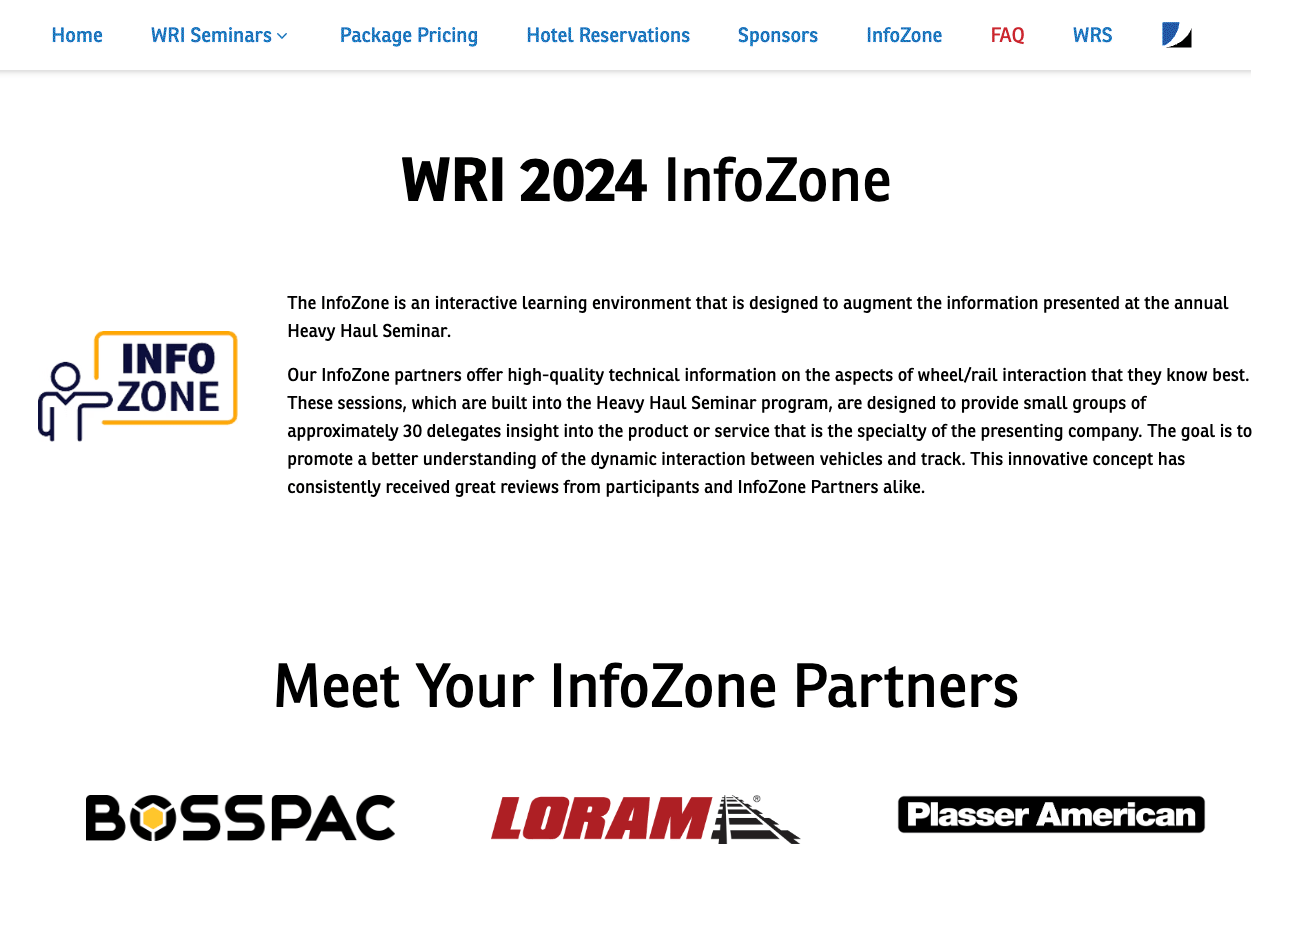 Home WRI Seminars Package Pricing Hotel Reservations Sponsors InfoZone FAQ WRS
WRI 2024 InfoZone
INFO
ZONE
The InfoZone is an interactive learning environment that is designed to augment the information presented at the annual
Heavy Haul Seminar.
Our InfoZone partners offer high-quality technical information on the aspects of wheel/rail interaction that they know best.
These sessions, which are built into the Heavy Haul Seminar program, are designed to provide small groups of
approximately 30 delegates insight into the product or service that is the specialty of the presenting company. The goal is to
promote a better understanding of the dynamic interaction between vehicles and track. This innovative concept has
consistently received great reviews from participants and InfoZone Partners alike.
Meet Your InfoZone Partners
BOSSPAC LORAM® Plasser American